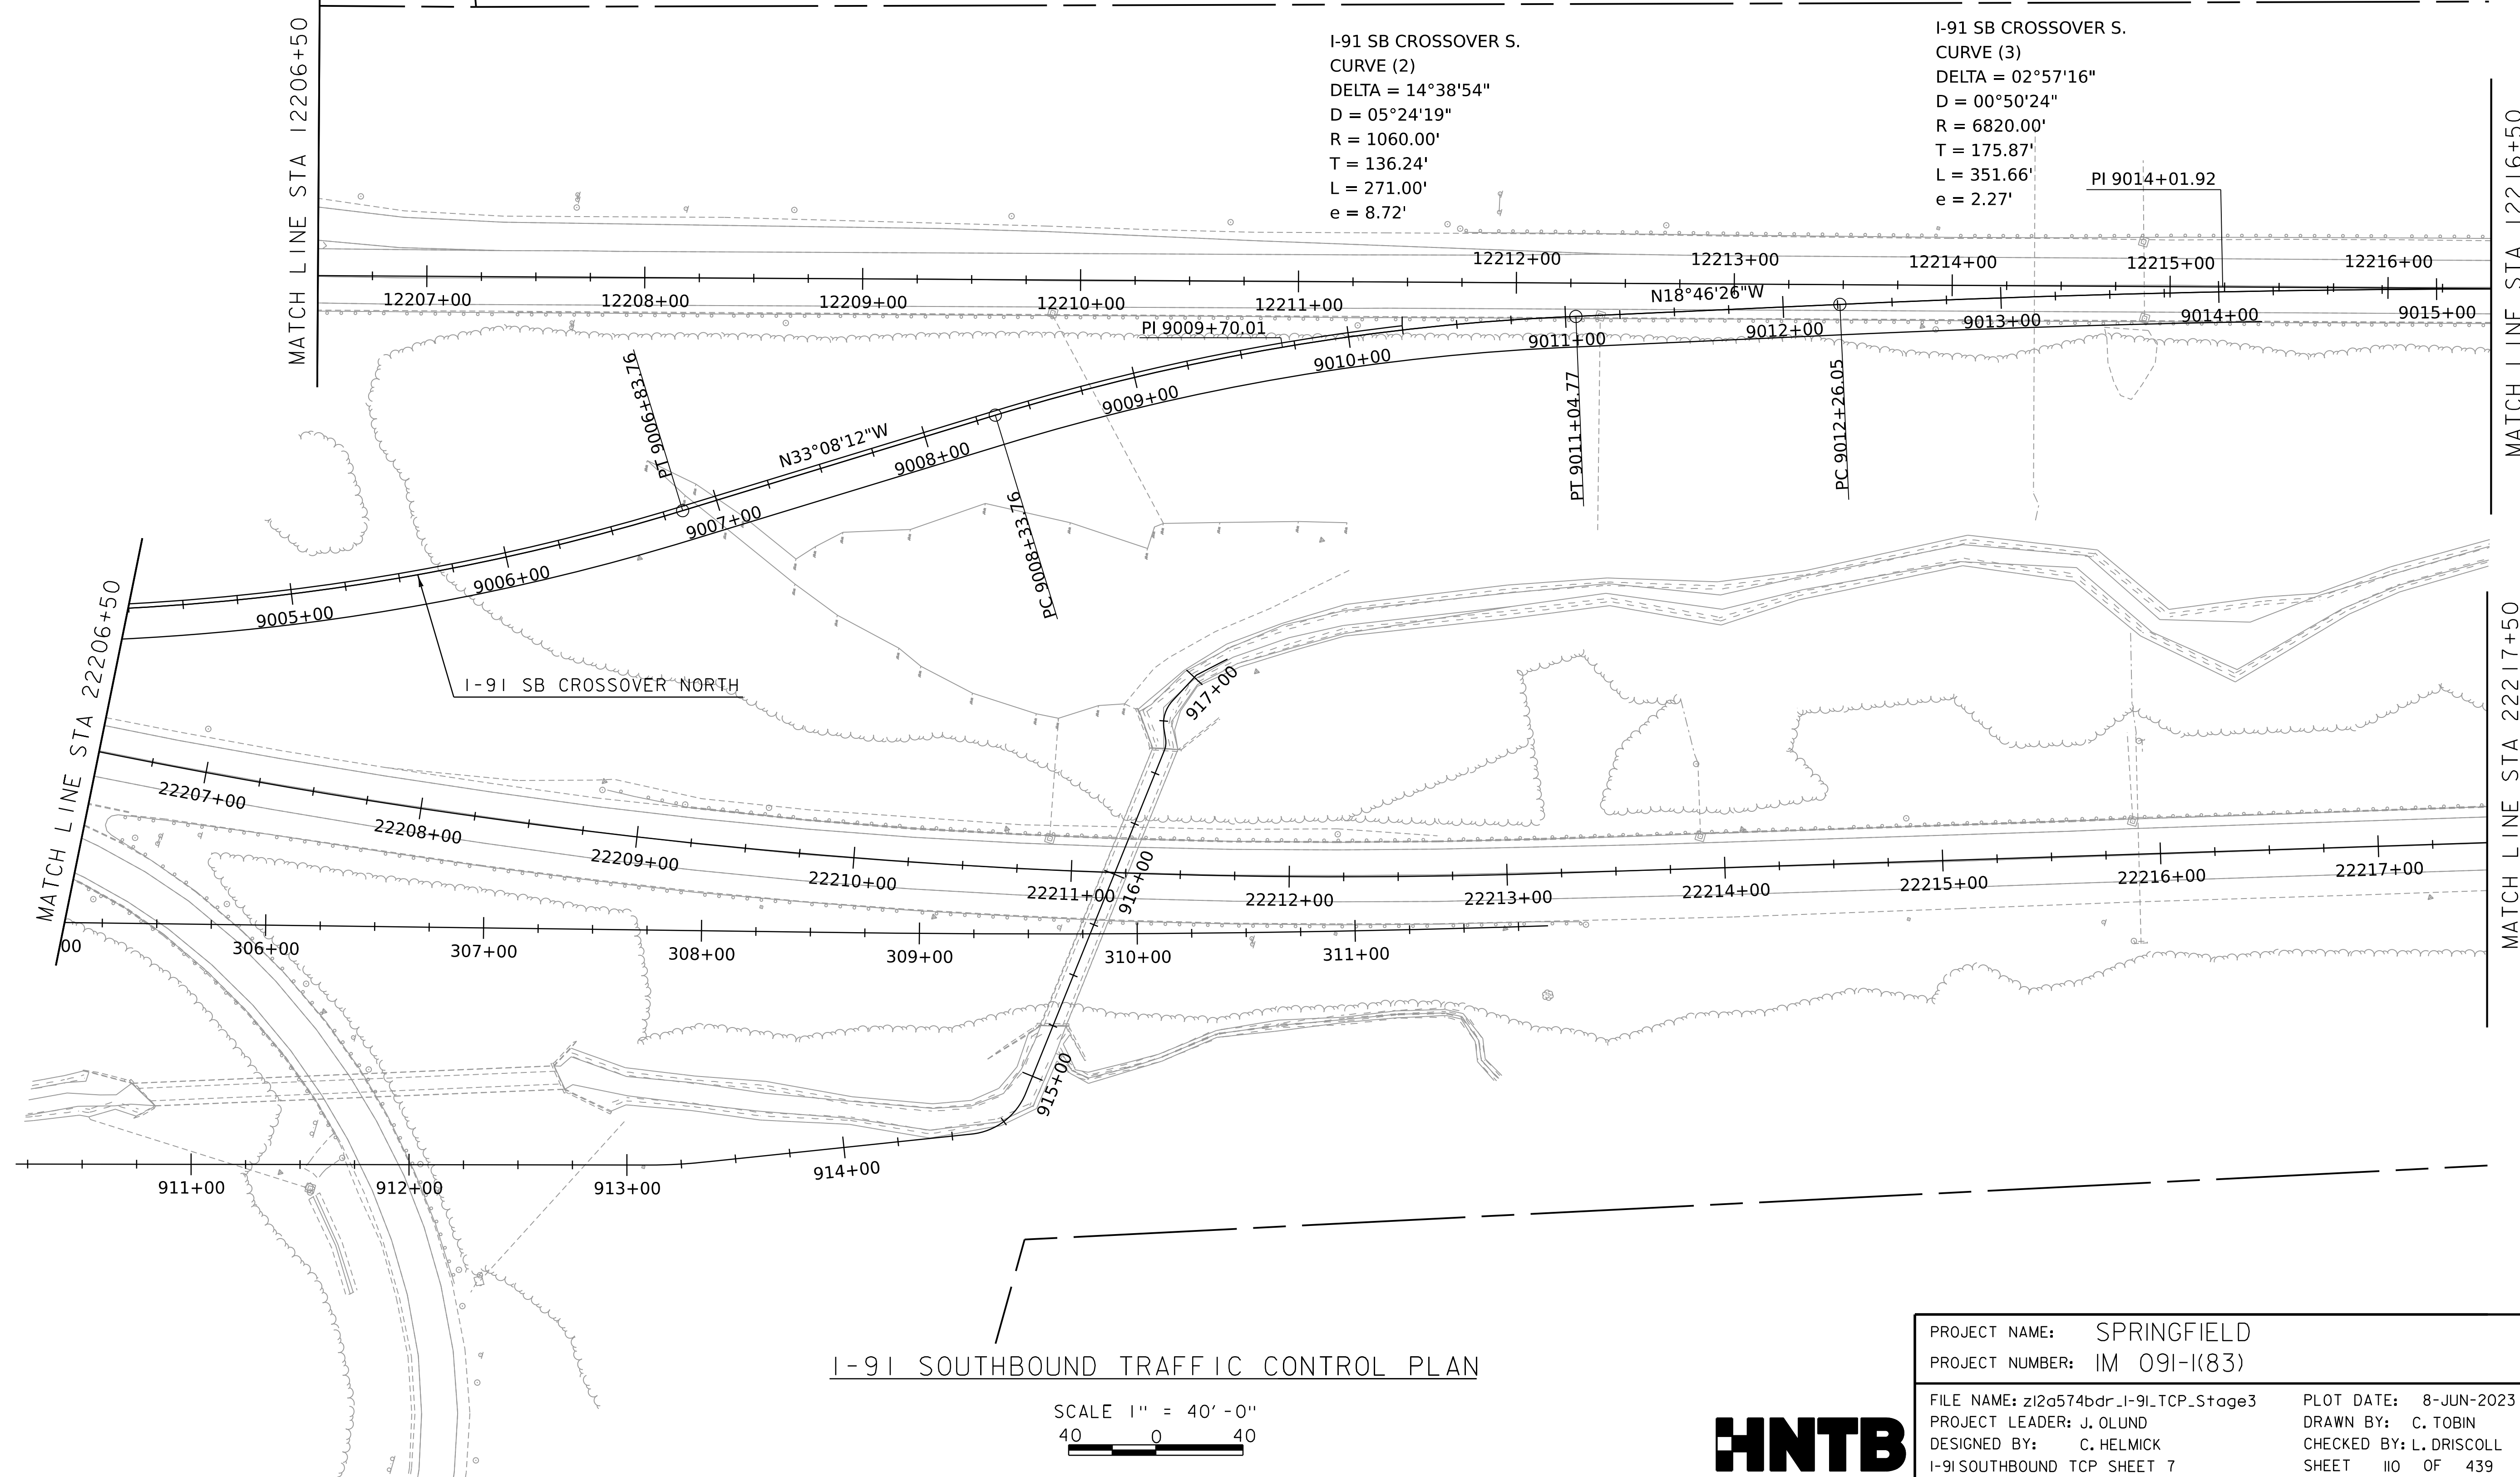 MATCH LINE STA 12206+50
I-91 SB CROSSOVER S.
CURVE (2)
DELTA = 14°38'54"
D = 05°24'19"
R = 1060.00'
T = 136.24'
L = 271.00'
e = 8.72'
I-91 SB CROSSOVER S.
CURVE (3)
DELTA = 02°57'16"
D = 00°50'24"
R = 6820.00'
T = 175.87'
L = 351.66'
e = 2.27'
PI 9014+01.92
MATCH LINE STA 12216+50
12207+00
12208+00
12209+00
12210+00
12211+00
12212+00
12213+00
12214+00
12215+00
12216+00
N18°46'26"W
PI 9009+70.01
9005+00
9006+00
9007+00
9008+00
9009+00
9010+00
9011+00
9012+00
9013+00
9014+00
9015+00
PT 9006+83.76
N33°08'12"W
PC 9008+33.76
PT 9011+04.77
PC 9012+26.05
MATCH LINE STA 22206+50
I-91 SB CROSSOVER NORTH
917+00
MATCH LINE STA 22217+50
22207+00
22208+00
22209+00
22210+00
22211+00
22212+00
22213+00
22214+00
22215+00
22216+00
22217+00
916+00
00
306+00
307+00
308+00
309+00
310+00
311+00
915+00
911+00
912+00
913+00
914+00
I-91 SOUTHBOUND TRAFFIC CONTROL PLAN
SCALE 1" = 40'-0"
40 0 40
HNTB
PROJECT NAME: SPRINGFIELD
PROJECT NUMBER: IM 091-1(83)
FILE NAME: z12a574bdr_I-91_TCP_Stage3 PLOT DATE: 8-JUN-2023
PROJECT LEADER: J. OLUND DRAWN BY: C. TOBIN
DESIGNED BY: C. HELMICK CHECKED BY: L. DRISCOLL
I-91 SOUTHBOUND TCP SHEET 7 SHEET 110 OF 439